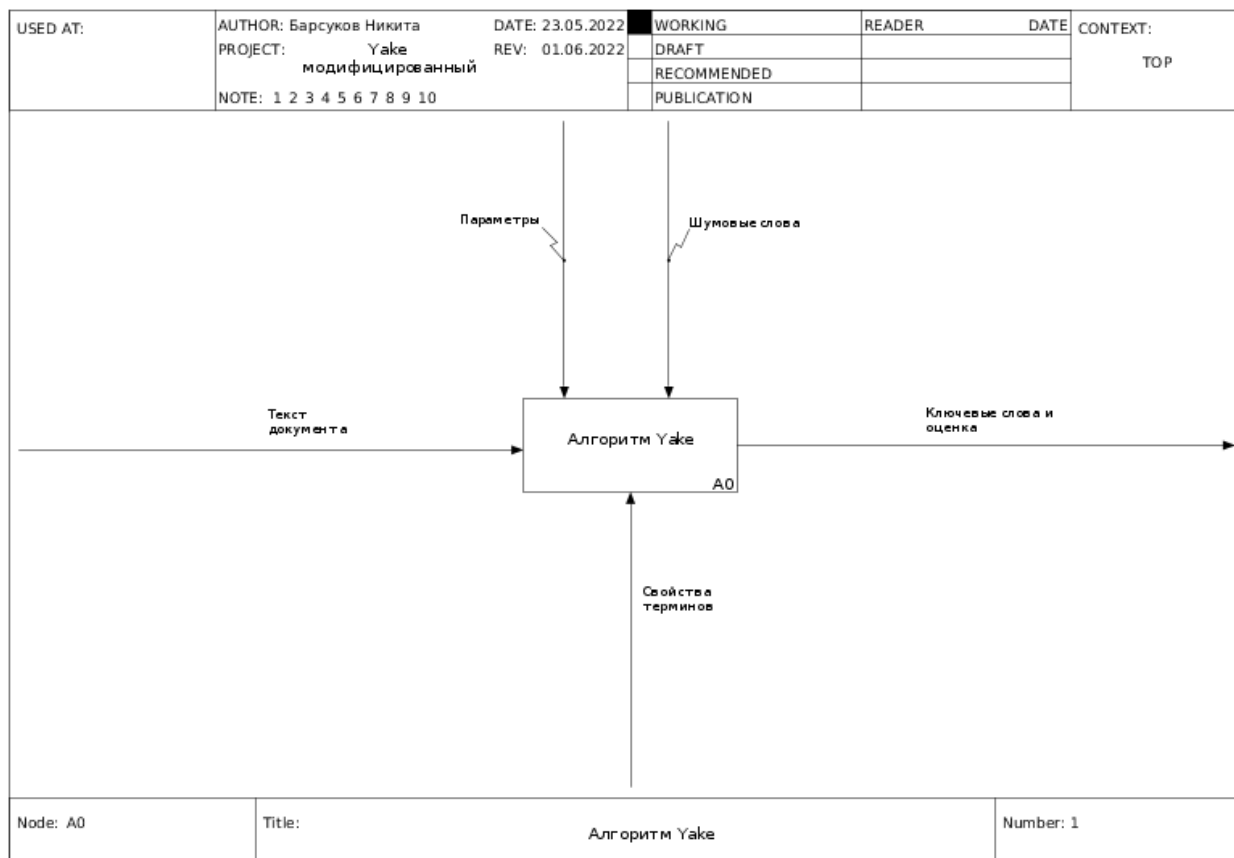 USED AT:
AUTHOR: Барсуков Никита
DATE: 23.05.2022
PROJECT: Yake
модифицированный
REV: 01.06.2022
NOTE: 1 2 3 4 5 6 7 8 9 10
WORKING
DRAFT
RECOMMENDED
PUBLICATION
READER DATE
CONTEXT:
TOP
Параметры
Шумовые слова
Текст
документа
Алгоритм Yake
A0
Ключевые слова и
оценка
Свойства
терминов
Node: A0
Title:
Алгоритм Yake
Number: 1